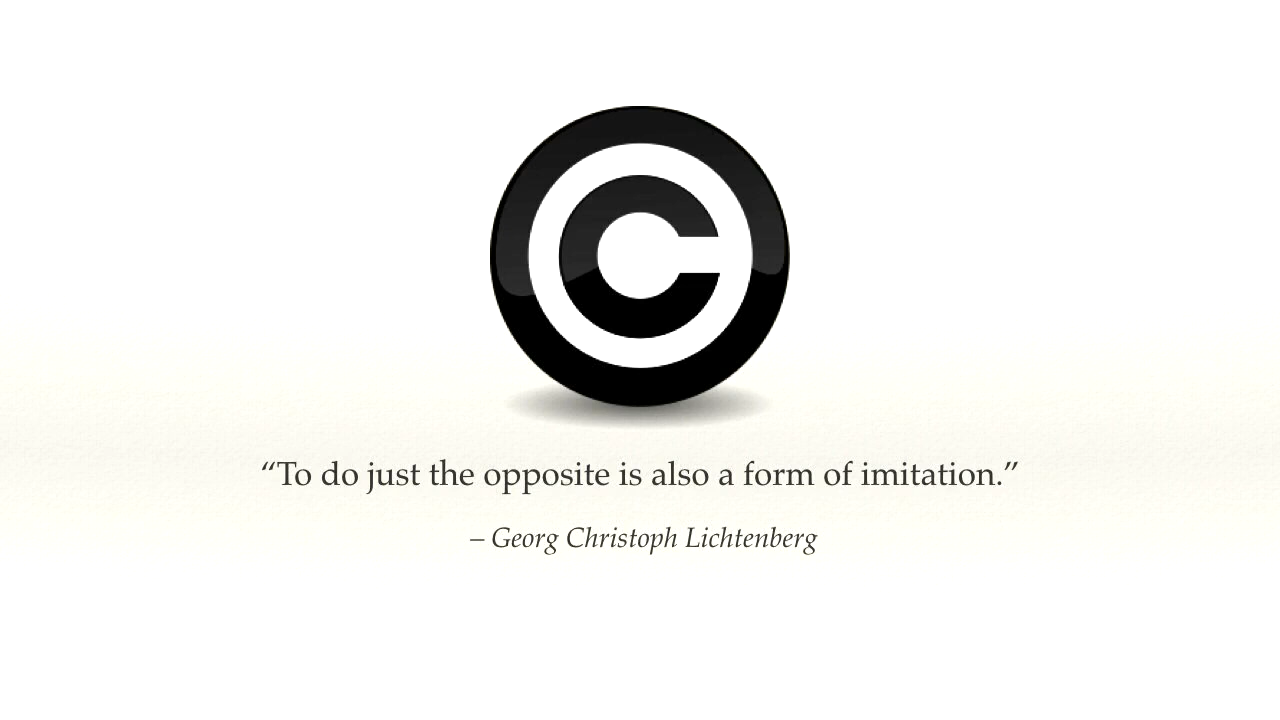 ©
“To do just the opposite is also a form of imitation.”
– Georg Christoph Lichtenberg